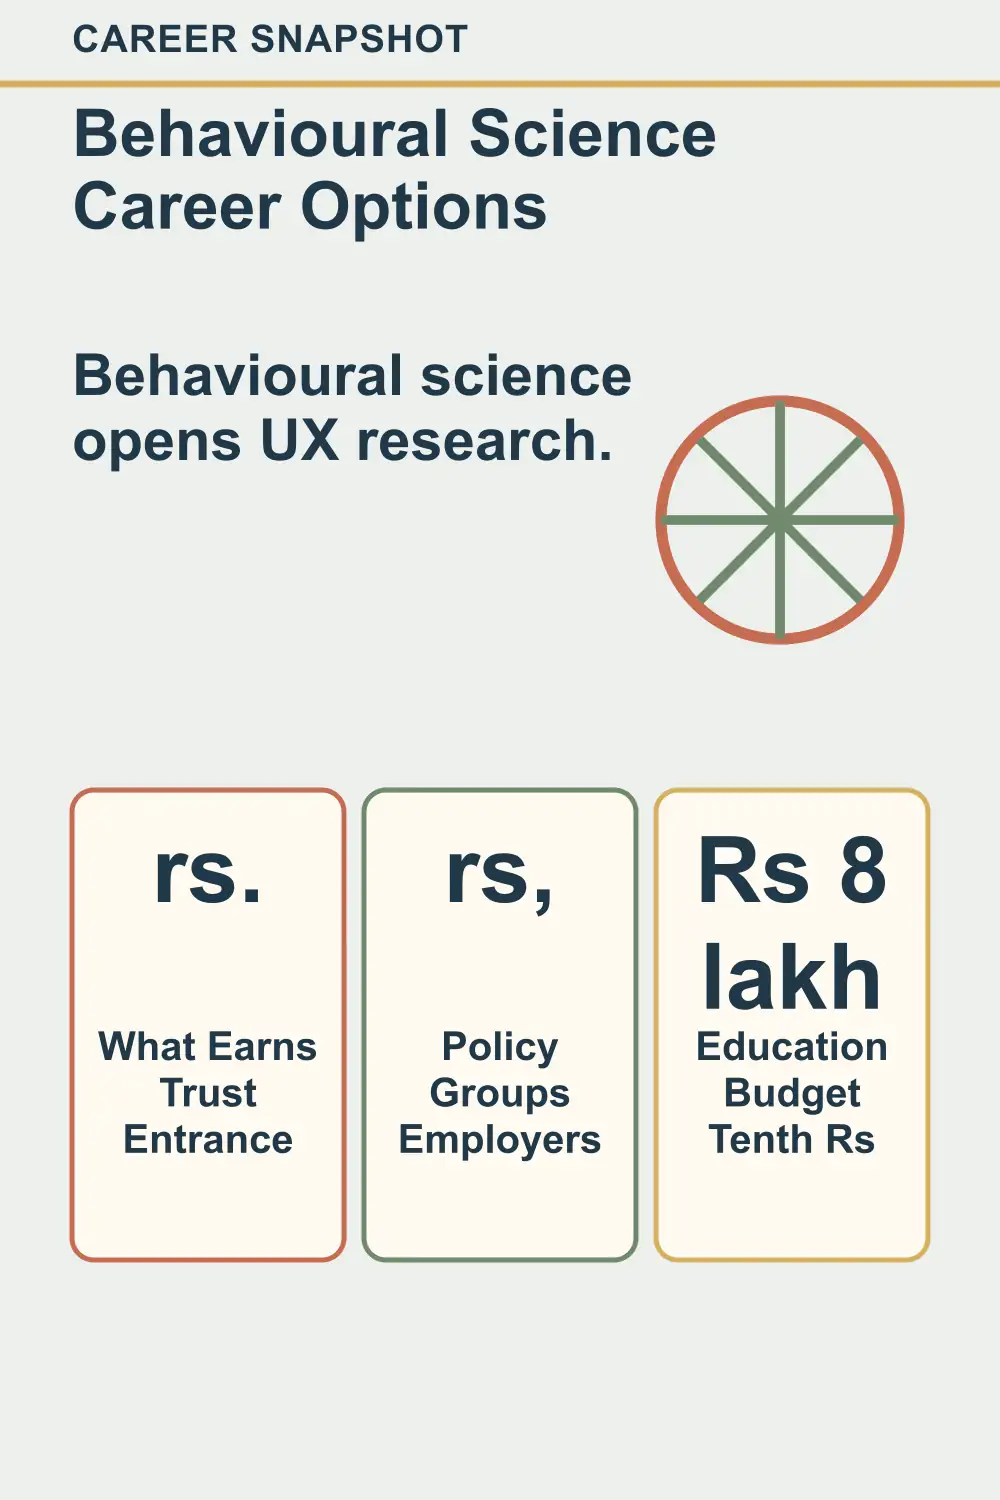 CAREER SNAPSHOT
Behavioural Science
Career Options
Behavioural science
opens UX research.
rs.
What Earns
Trust
Entrance
rs,
Policy
Groups
Employers
Rs 8
lakh
Education
Budget
Tenth Rs